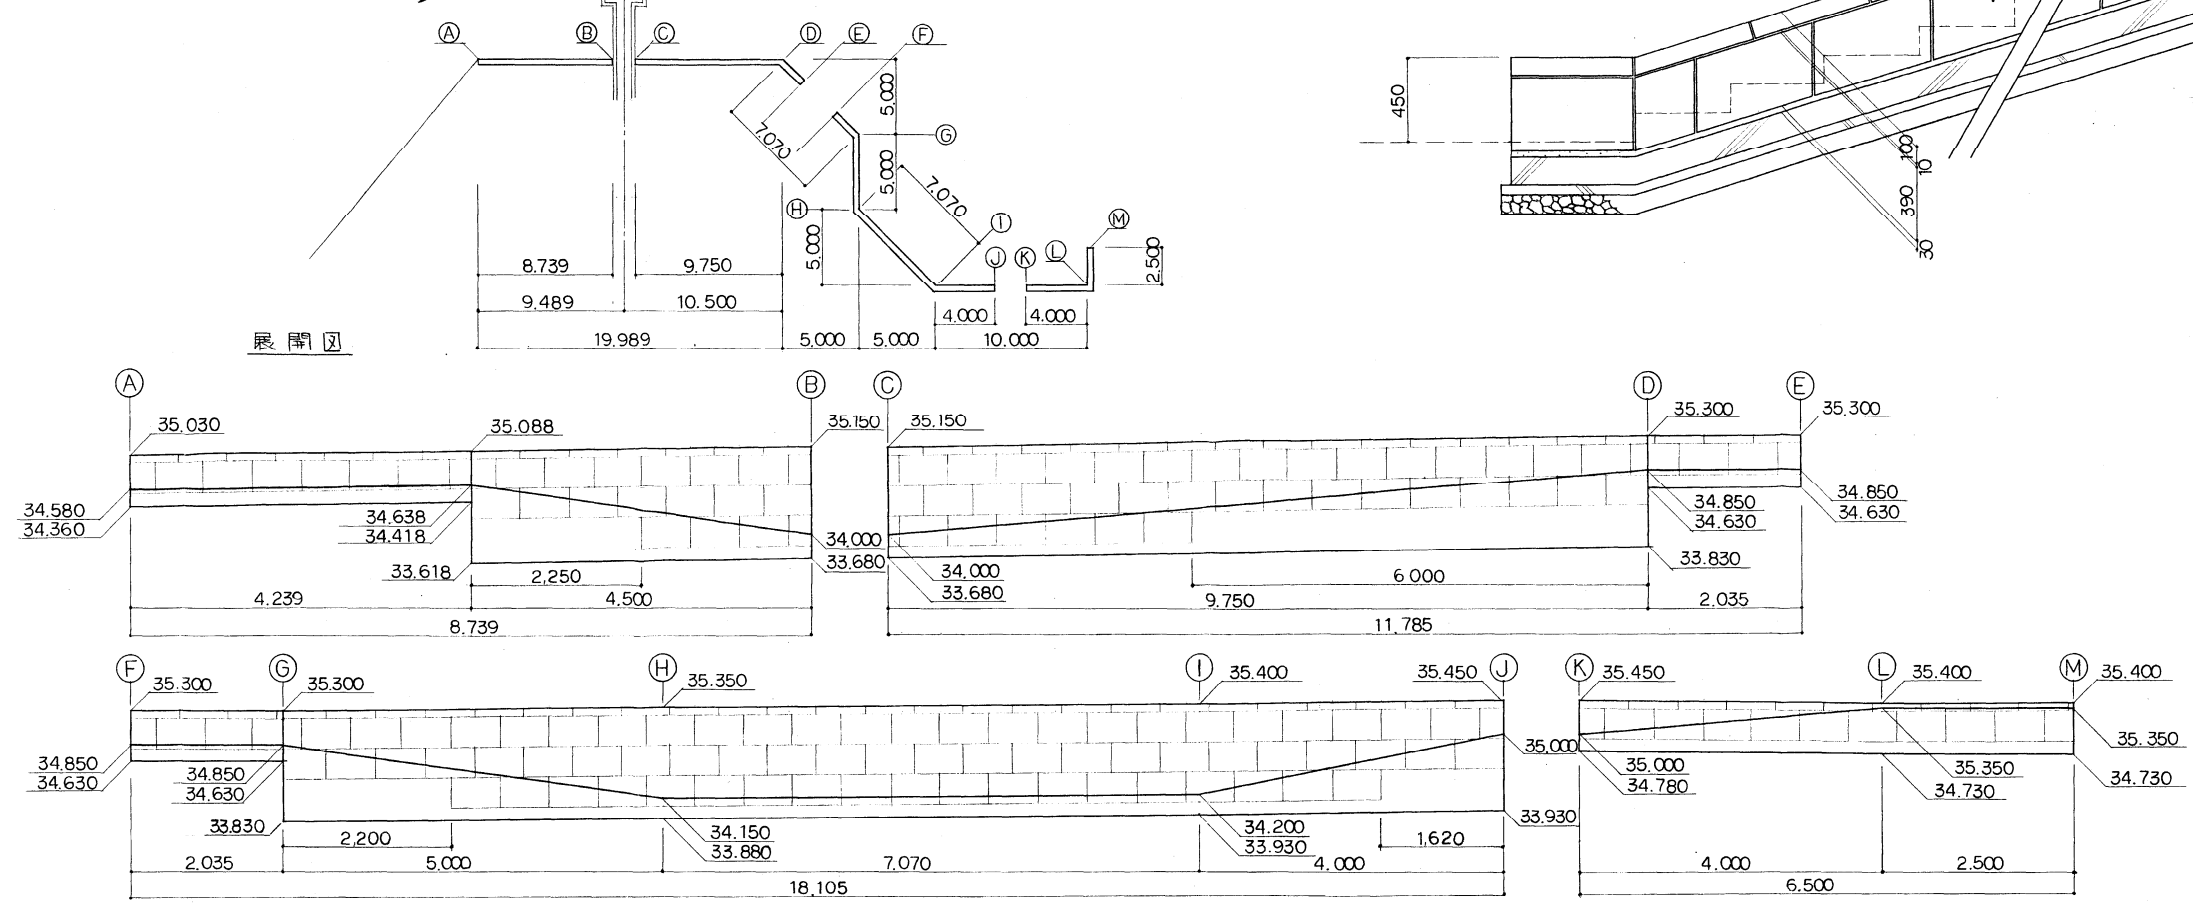 A B C D E F
5.000
7.070
G
5.000
7.070
H
5.000
I
J K L M
2.500
8.739 9.750
9.489 10.500
4.000 4.000
19.989 5.000 5.000 10.000
450
100
10
390
30
展開図
A B C D E
35.030 35.088 35.150 35.150 35.300 35.300
34.580 34.638 34.850 34.850
34.360 34.418 34.630 34.630
34.000 34.000
33.618 33.680 33.680 33.830
2,250 6 000
4.239 4.500 9.750 2.035
8.739 11.785
F G H I J K L M
35.300 35.300 35.350 35.400 35.450 35.450 35.400 35.400
34.850 34.850 35.000 35.000 35.350 35.350
34.630 34.630 34.780 34.730 34.730
33.830 34.150 34.200 33.930
33.880 33.930
2,200 1,620
2.035 5.000 7.070 4.000 4.000 2.500
18,105 6.500